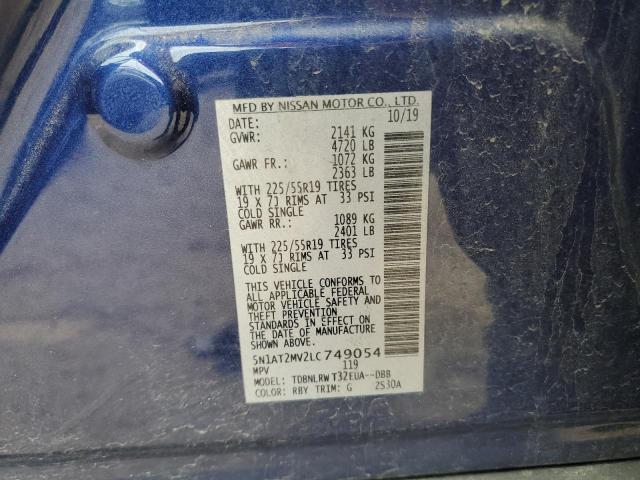 MFD BY NISSAN MOTOR CO., LTD.
DATE: 10/19
GVWR: 2141 KG
4720 LB
GAWR FR.: 1072 KG
2363 LB
WITH 225/55R19 TIRES
19 X 7J RIMS AT 33 PSI
COLD SINGLE
GAWR RR.: 1089 KG
2401 LB
WITH 225/55R19 TIRES
19 X 7J RIMS AT 33 PSI
COLD SINGLE
THIS VEHICLE CONFORMS TO
ALL APPLICABLE FEDERAL
MOTOR VEHICLE SAFETY AND
THEFT PREVENTION
STANDARDS IN EFFECT ON
THE DATE OF MANUFACTURE
SHOWN ABOVE.
5N1AT2MV2LC749054
MPV 119
MODEL: TDBNLRW T32EUA--DBB
COLOR: RBY TRIM: G 2S30A